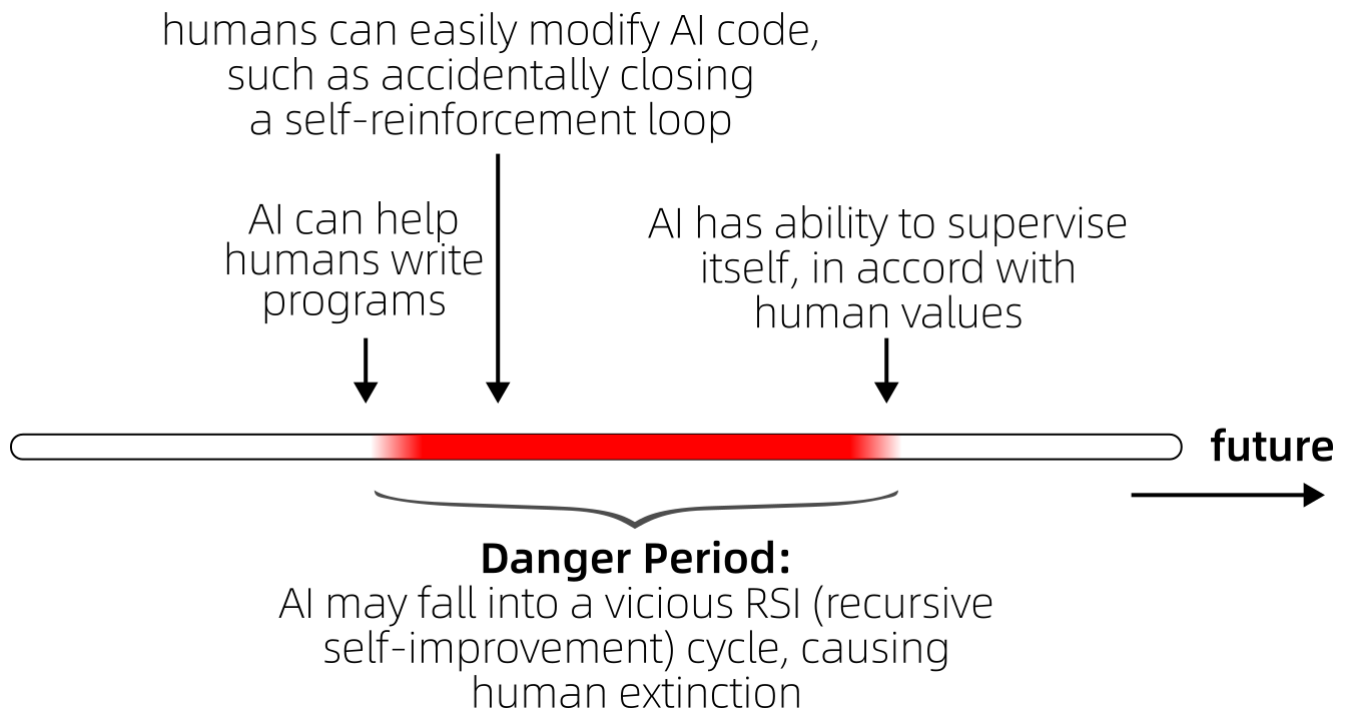 humans can easily modify AI code,
such as accidentally closing
a self-reinforcement loop
AI can help
humans write
programs
AI has ability to supervise
itself, in accord with
human values
future
Danger Period:
AI may fall into a vicious RSI (recursive
self-improvement) cycle, causing
human extinction